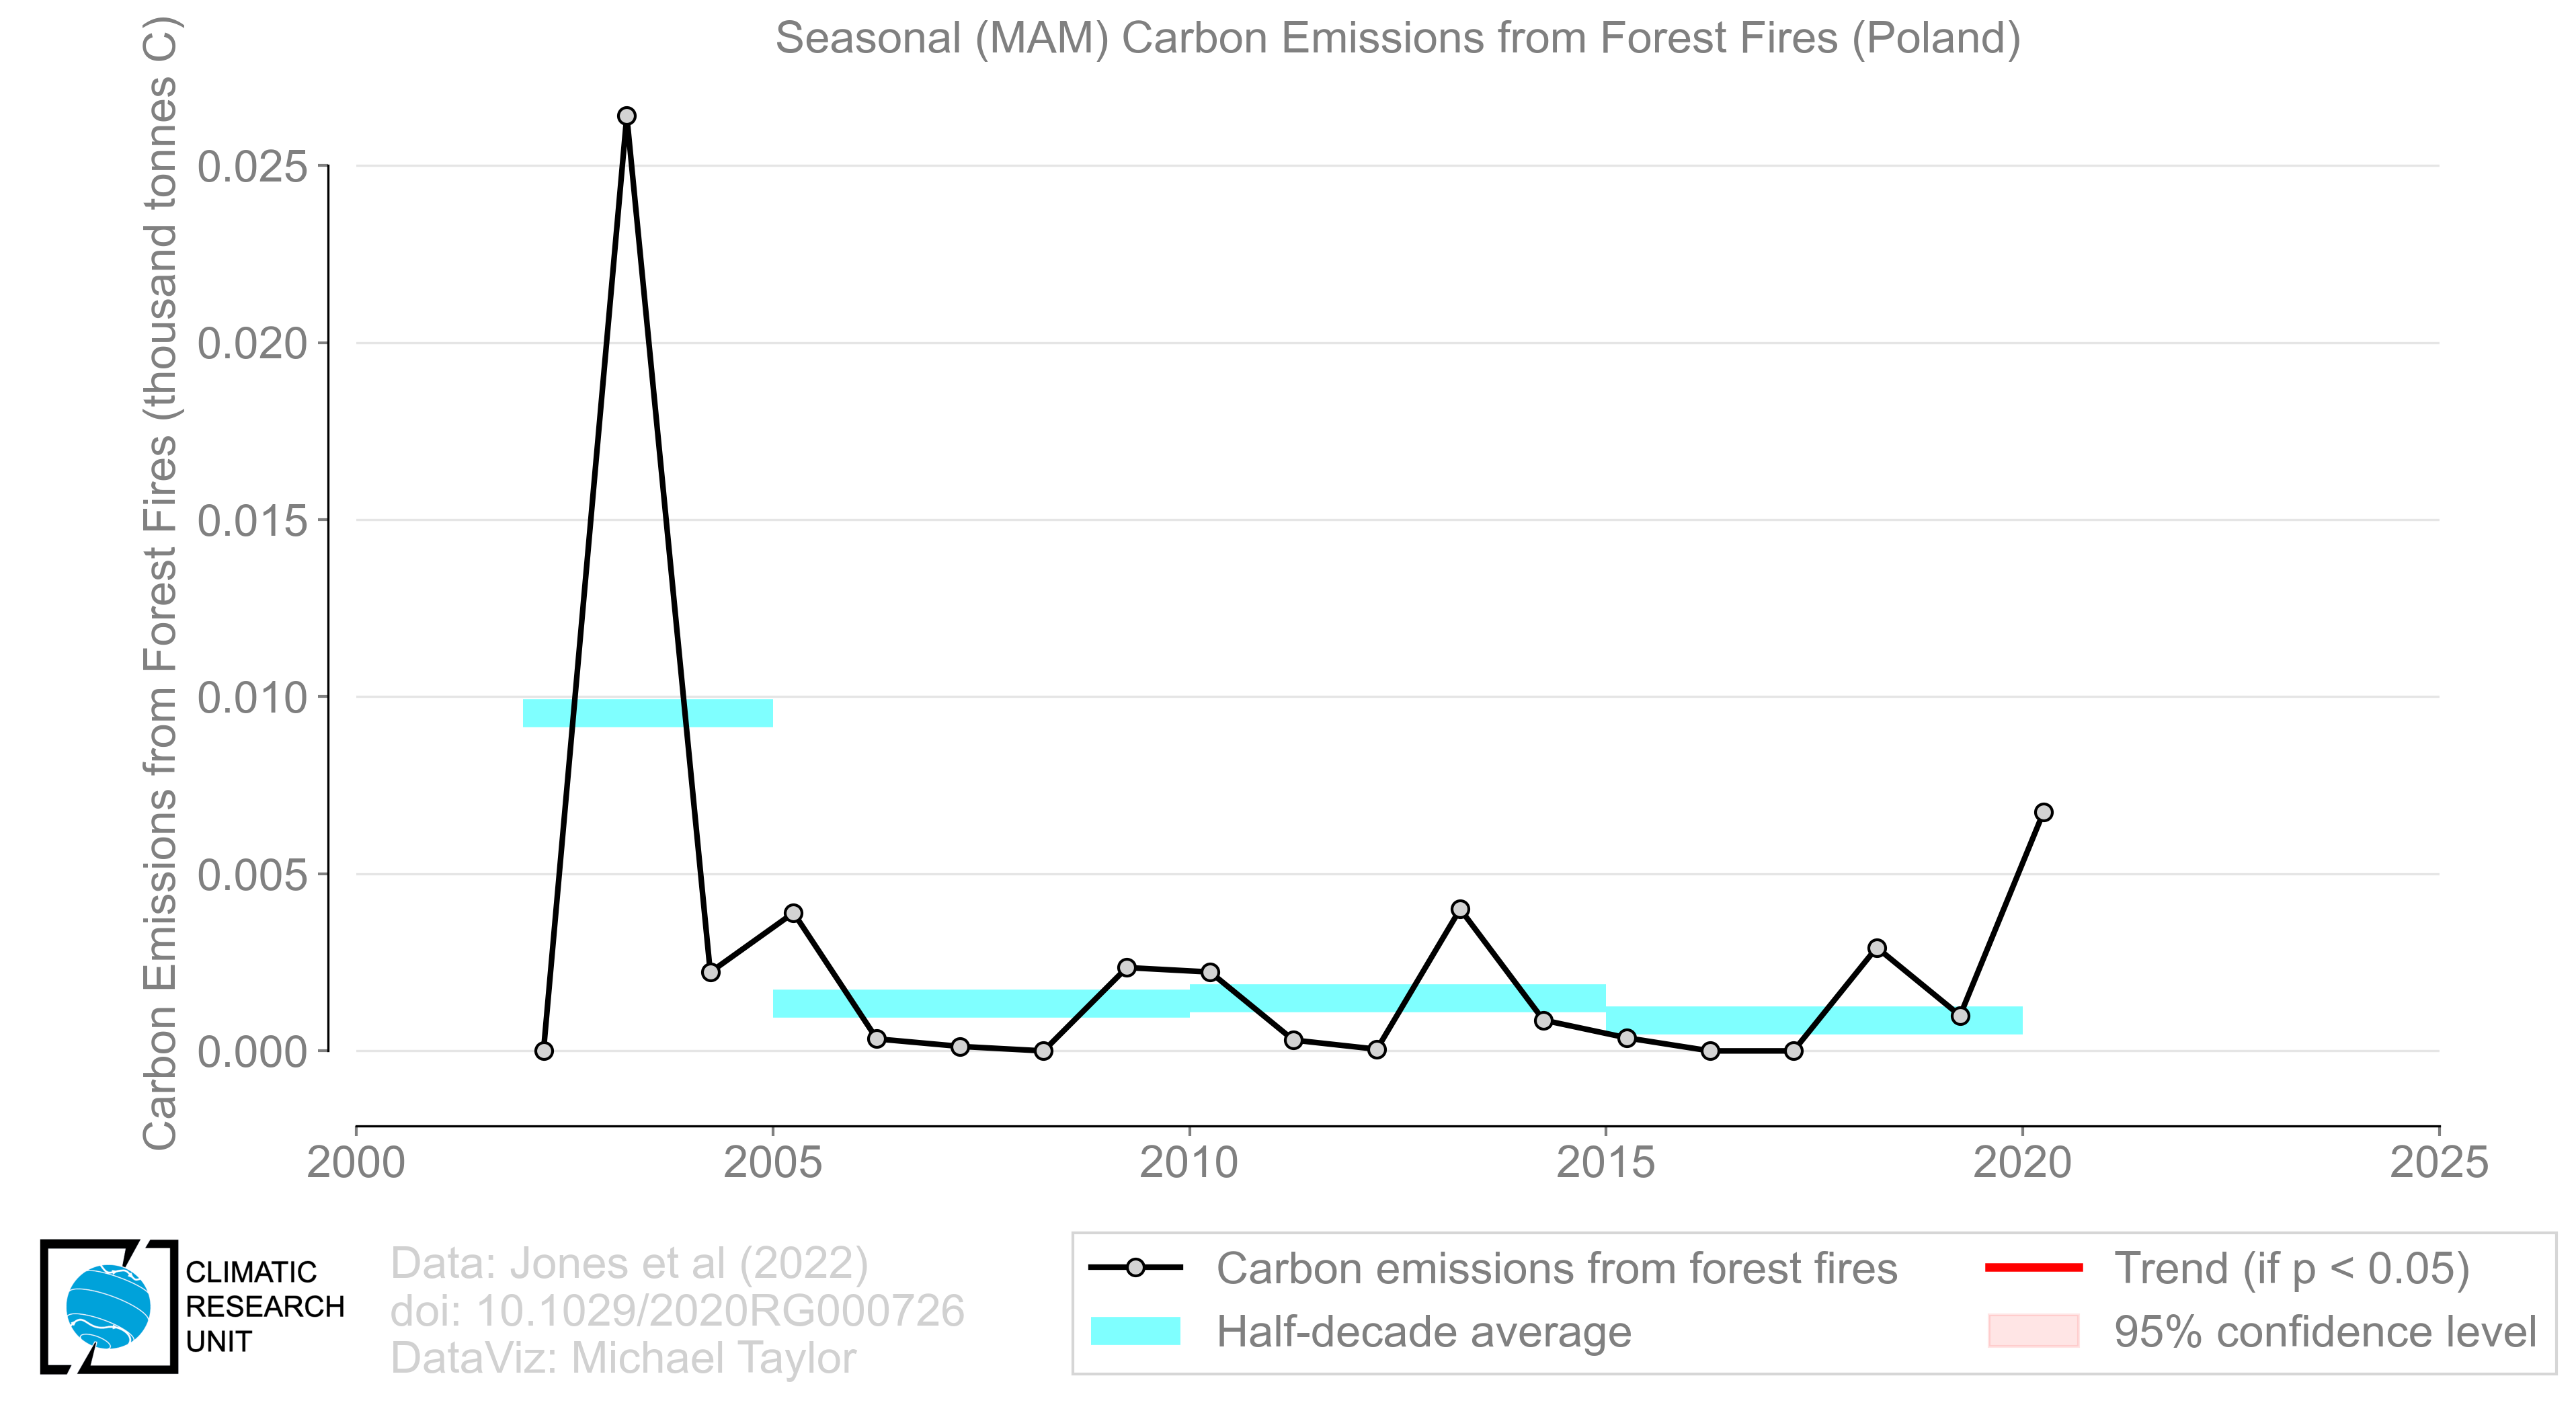 Seasonal (MAM) Carbon Emissions from Forest Fires (Poland)
Carbon Emissions from Forest Fires (thousand tonnes C)
0.025
0.020
0.015
0.010
0.005
0.000
2000 2005 2010 2015 2020 2025
CLIMATIC
RESEARCH
UNIT
Data: Jones et al (2022)
doi: 10.1029/2020RG000726
DataViz: Michael Taylor
Carbon emissions from forest fires
Half-decade average
Trend (if p < 0.05)
95% confidence level